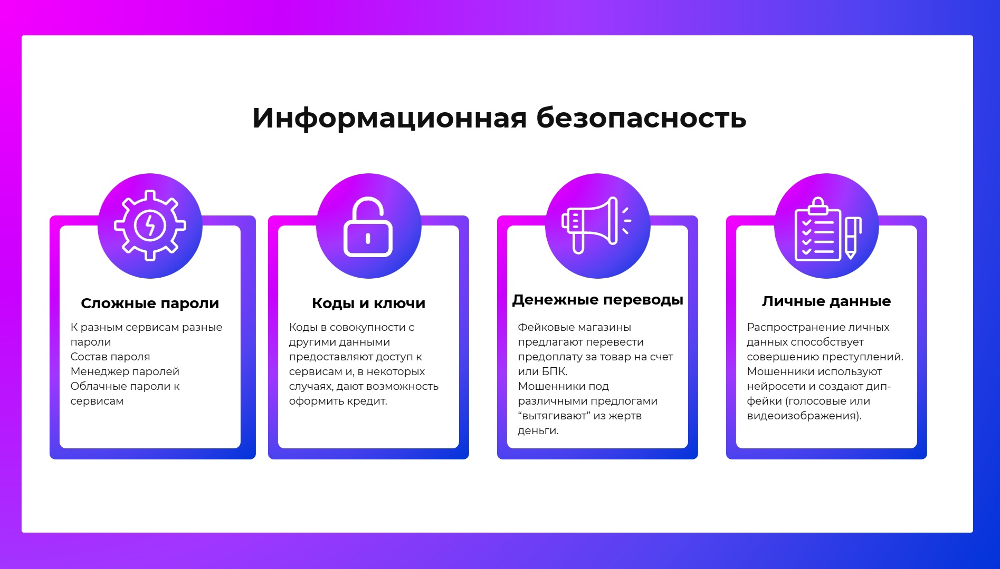 Информационная безопасность
Сложные пароли
К разным сервисам разные
пароли
Состав пароля
Менеджер паролей
Облачные пароли к
сервисам
Коды и ключи
Коды в совокупности с
другими данными
предоставляют доступ к
сервисам и, в некоторых
случаях, дают возможность
оформить кредит.
Денежные переводы
Фейковые магазины
предлагают перевести
предоплату за товар на счет
или БПК.
Мошенники под
различными предлогами
“вытягивают” из жертв
деньги.
Личные данные
Распространение личных
данных способствует
совершению преступлений.
Мошенники используют
нейросети и создают дип-
фейки (голосовые или
видеоизображения).